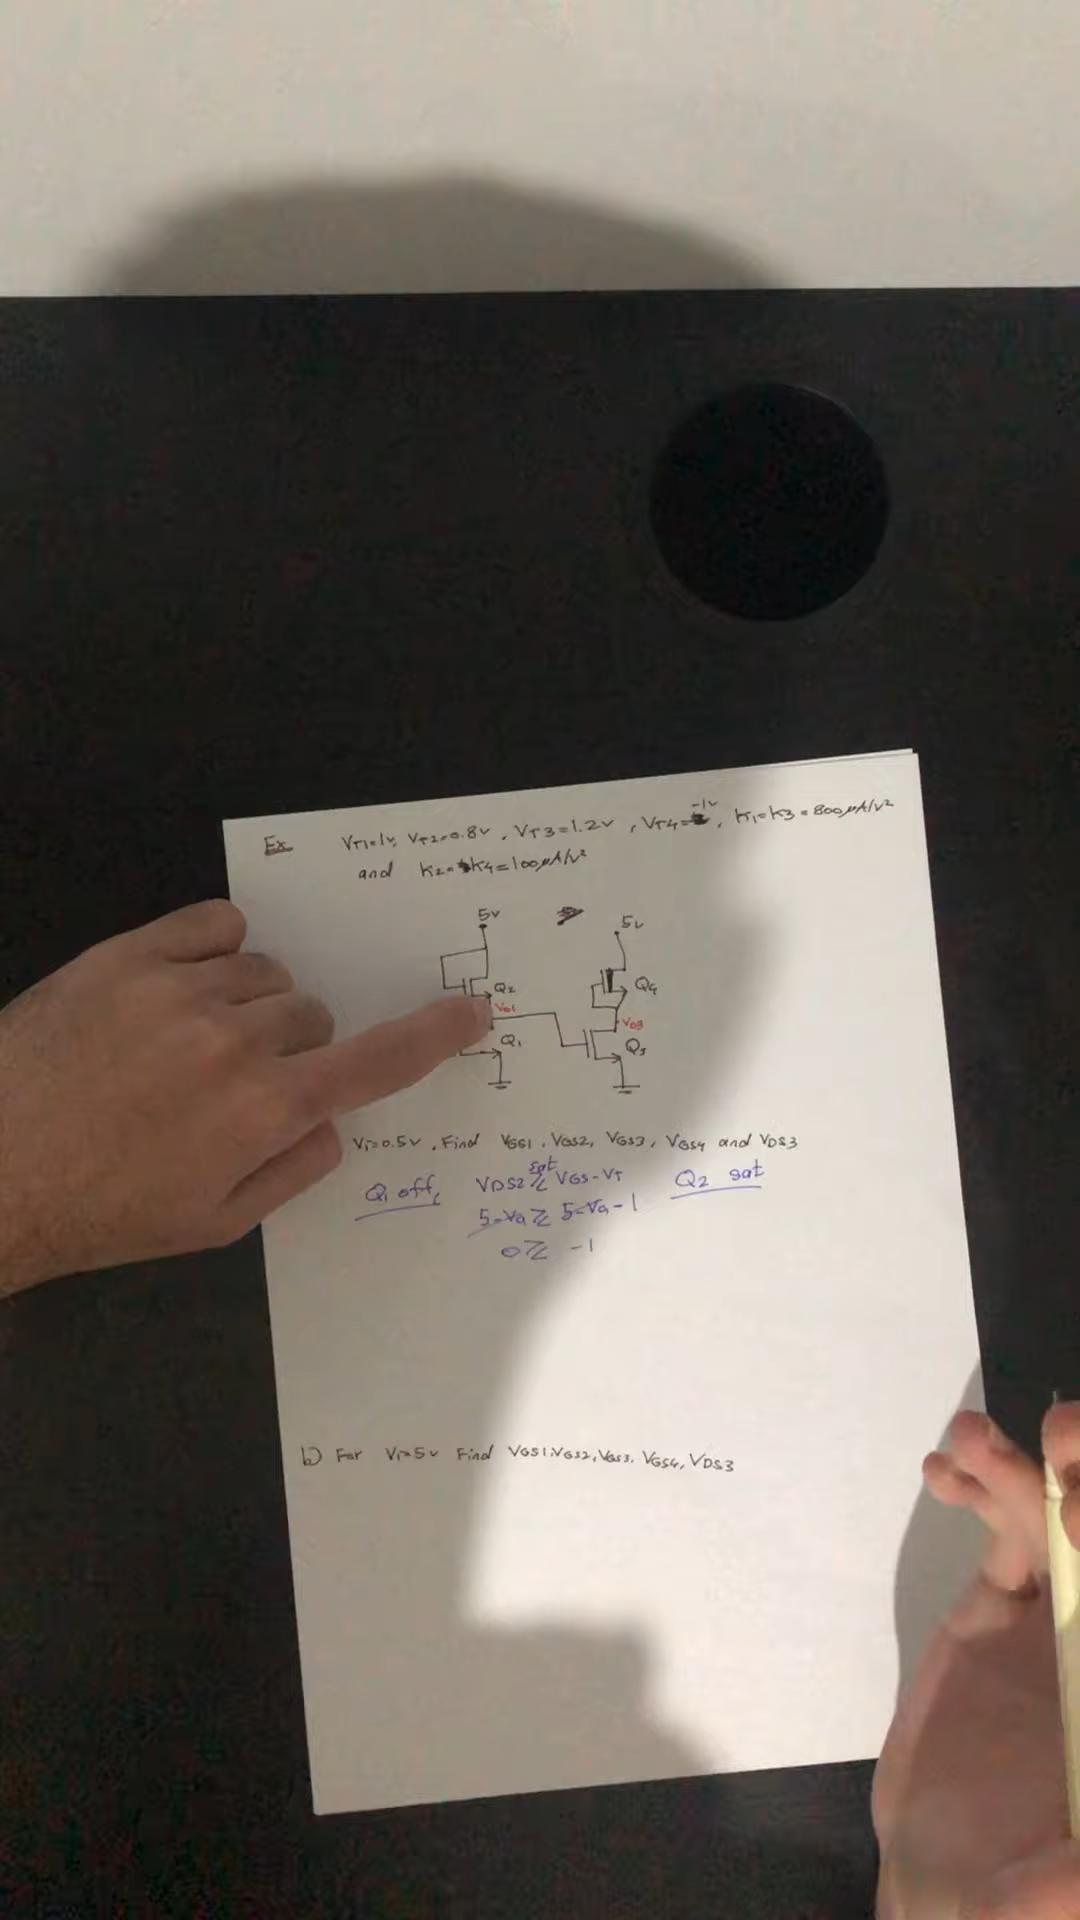 Ex VT1=1v, VT2=0.8v, VT3=1.2v, VT4=-1v, K1=K3=800μA/v²
and K2=K4=100μA/v²
5v
5v
Q2
Q4
Vo1
Vo3
Q1
Q3
Vi=0.5v, Find VGS1, VGS2, VGS3, VGS4 and VDS3
Q1 off, VDS2 sat ≥ VGS-VT Q2 sat
5-Va ≥ 5-Va-1
0 ≥ -1
b) For Vi=5v Find VGS1, VGS2, VGS3, VGS4, VDS3